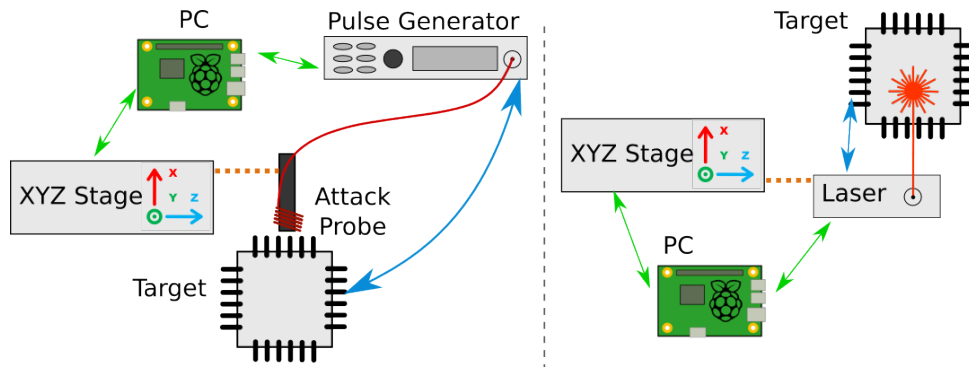 PC
Pulse Generator
XYZ Stage
X
Y
Z
Attack
Probe
Target
Target
XYZ Stage
X
Y
Z
Laser
PC